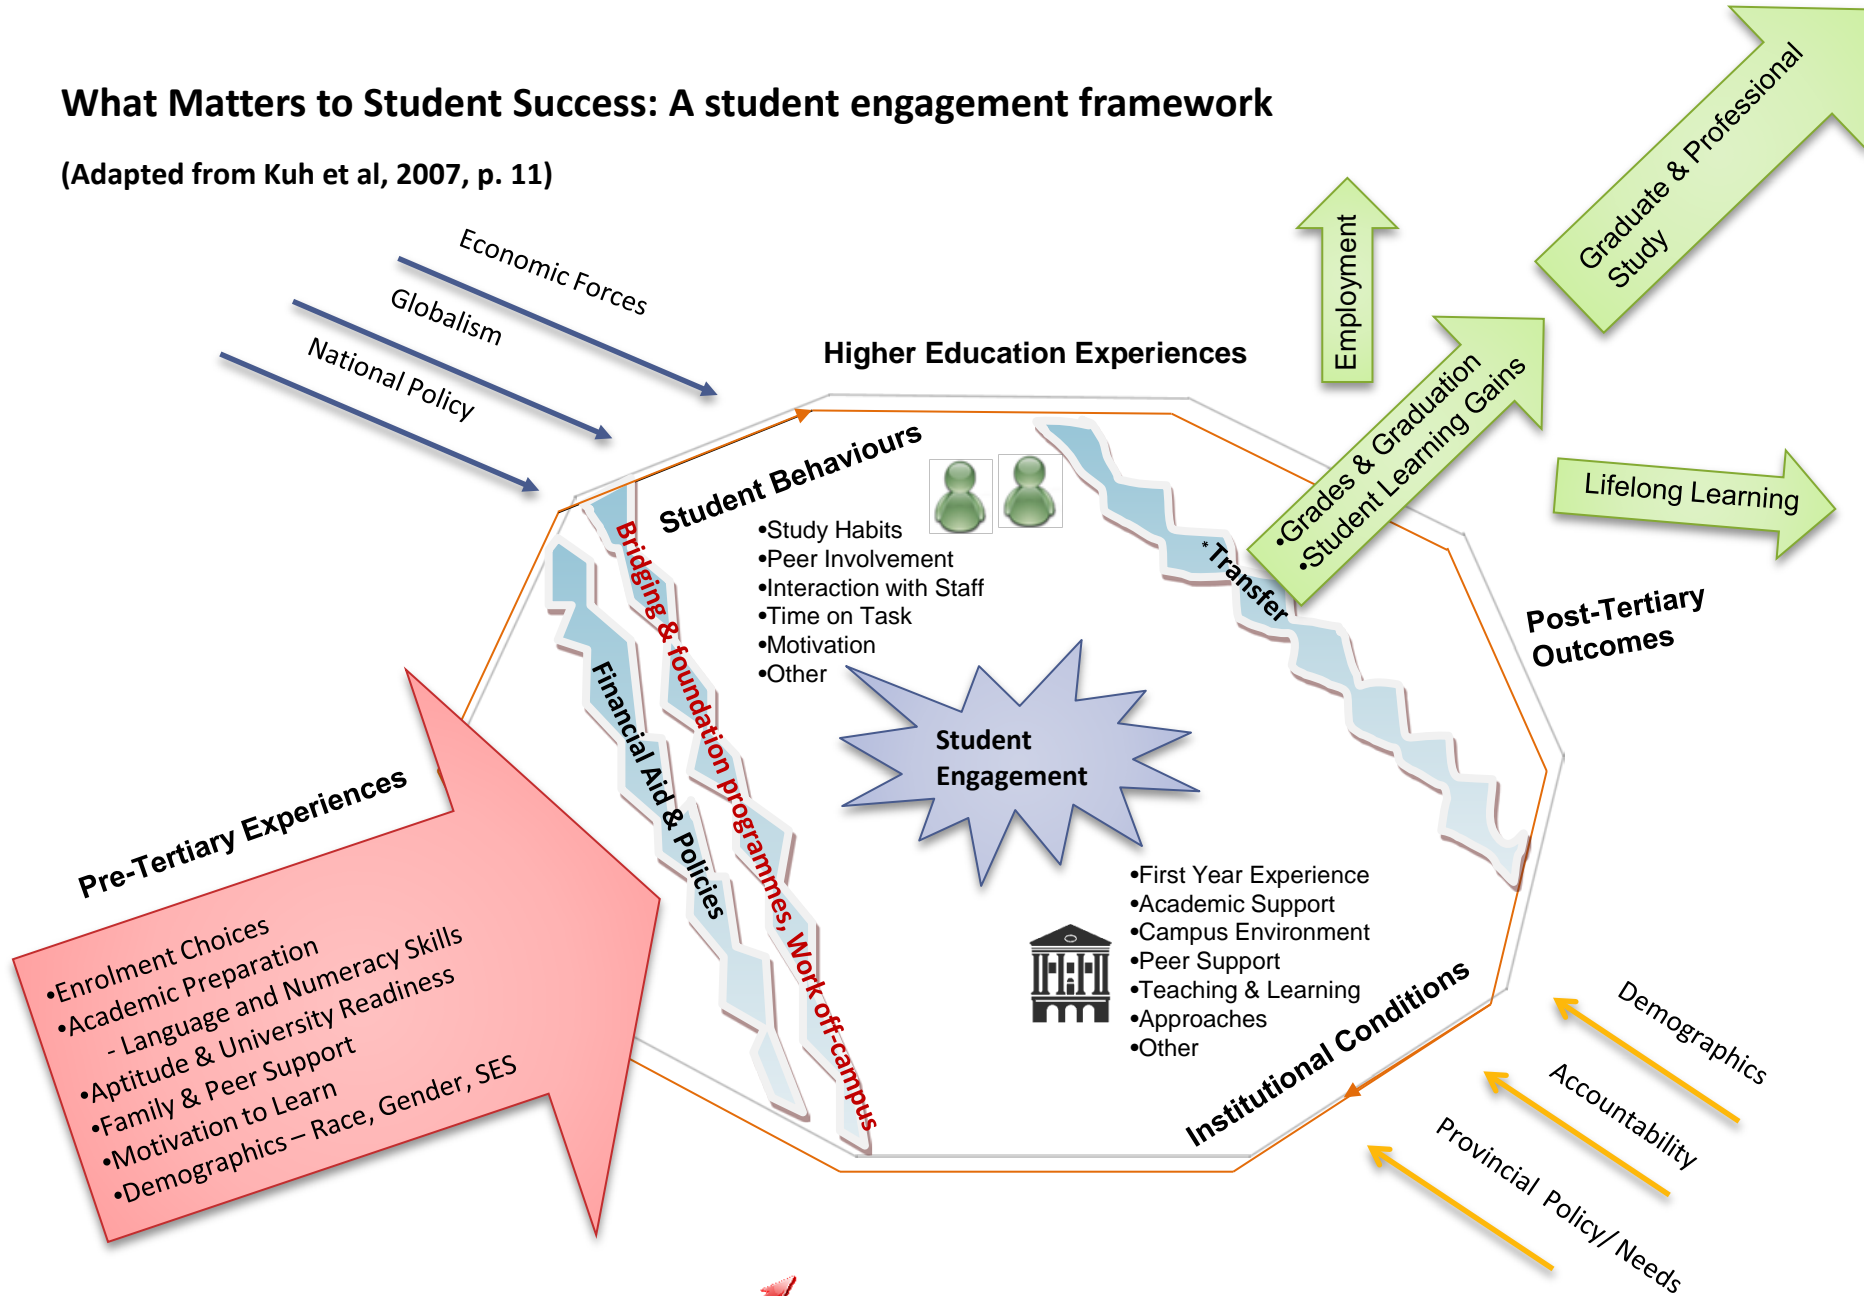 What Matters to Student Success: A student engagement framework
(Adapted from Kuh et al, 2007, p. 11)
Economic Forces
Globalism
National Policy
Higher Education Experiences
Employment
Graduate & Professional
Study
•Grades & Graduation
•Student Learning Gains
Lifelong Learning
Post-Tertiary
Outcomes
Student Behaviours
•Study Habits
•Peer Involvement
•Interaction with Staff
•Time on Task
•Motivation
•Other
*Transfer
Bridging & foundation programmes, Work off-campus
Financial Aid & Policies
Student
Engagement
Pre-Tertiary Experiences
•Enrolment Choices
•Academic Preparation
- Language and Numeracy Skills
•Aptitude & University Readiness
•Family & Peer Support
•Motivation to Learn
•Demographics – Race, Gender, SES
•First Year Experience
•Academic Support
•Campus Environment
•Peer Support
•Teaching & Learning
•Approaches
•Other
Institutional Conditions
Demographics
Accountability
Provincial Policy/ Needs